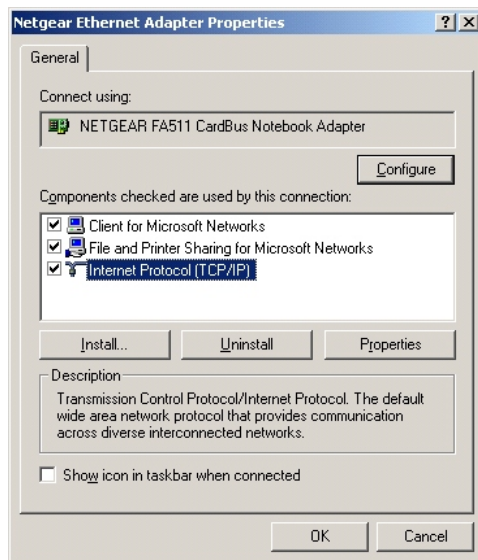 Netgear Ethernet Adapter Properties
General
Connect using:
NETGEAR FA511 CardBus Notebook Adapter
Configure
Components checked are used by this connection:
Client for Microsoft Networks
File and Printer Sharing for Microsoft Networks
Internet Protocol (TCP/IP)
Install... Uninstall Properties
Description
Transmission Control Protocol/Internet Protocol. The default
wide area network protocol that provides communication
across diverse interconnected networks.
Show icon in taskbar when connected
OK Cancel